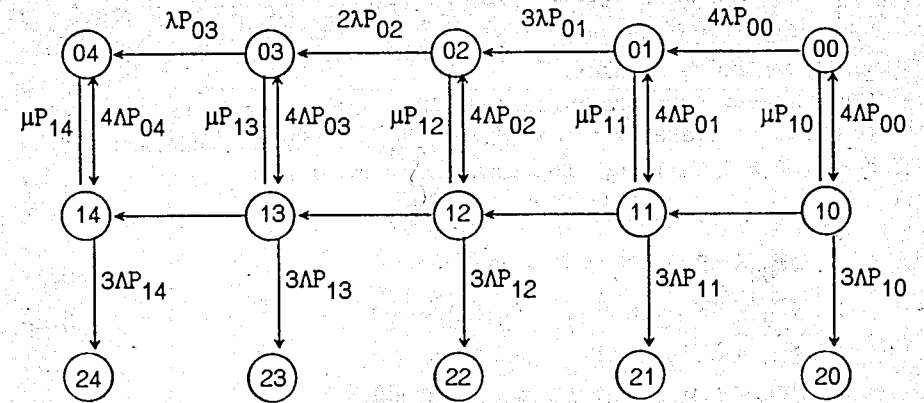 λP₀₃ 2λP₀₂ 3λP₀₁ 4λP₀₀
04 03 02 01 00
μP₁₄ 4ΛP₀₄ μP₁₃ 4ΛP₀₃ μP₁₂ 4ΛP₀₂ μP₁₁ 4ΛP₀₁ μP₁₀ 4ΛP₀₀
14 13 12 11 10
3ΛP₁₄ 3ΛP₁₃ 3ΛP₁₂ 3ΛP₁₁ 3ΛP₁₀
24 23 22 21 20